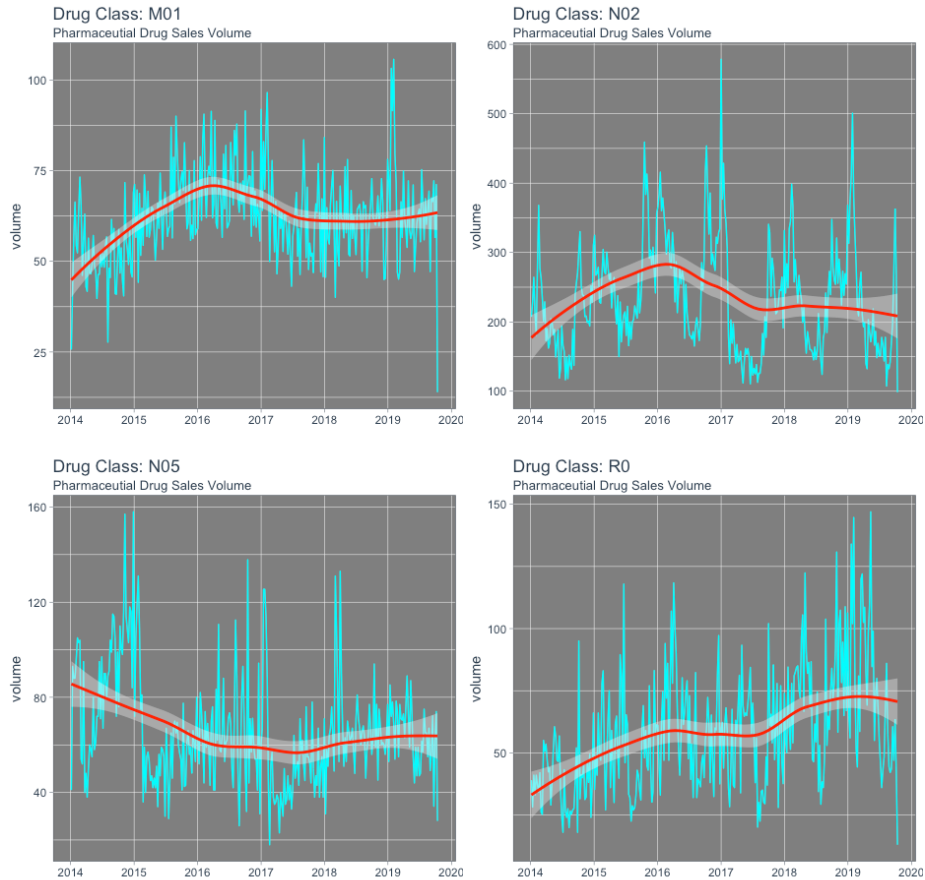 Drug Class: M01
Pharmaceutial Drug Sales Volume
volume
100
75
50
25
2014 2015 2016 2017 2018 2019 2020
Drug Class: N02
Pharmaceutial Drug Sales Volume
volume
600
500
400
300
200
100
2014 2015 2016 2017 2018 2019 2020
Drug Class: N05
Pharmaceutial Drug Sales Volume
volume
160
120
80
40
2014 2015 2016 2017 2018 2019 2020
Drug Class: R0
Pharmaceutial Drug Sales Volume
volume
150
100
50
2014 2015 2016 2017 2018 2019 2020